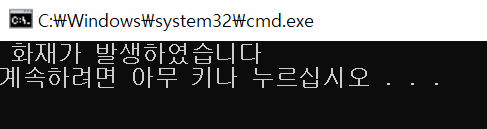 C:\Windows\system32\cmd.exe
화재가 발생하였습니다
계속하려면 아무 키나 누르십시오 . . .